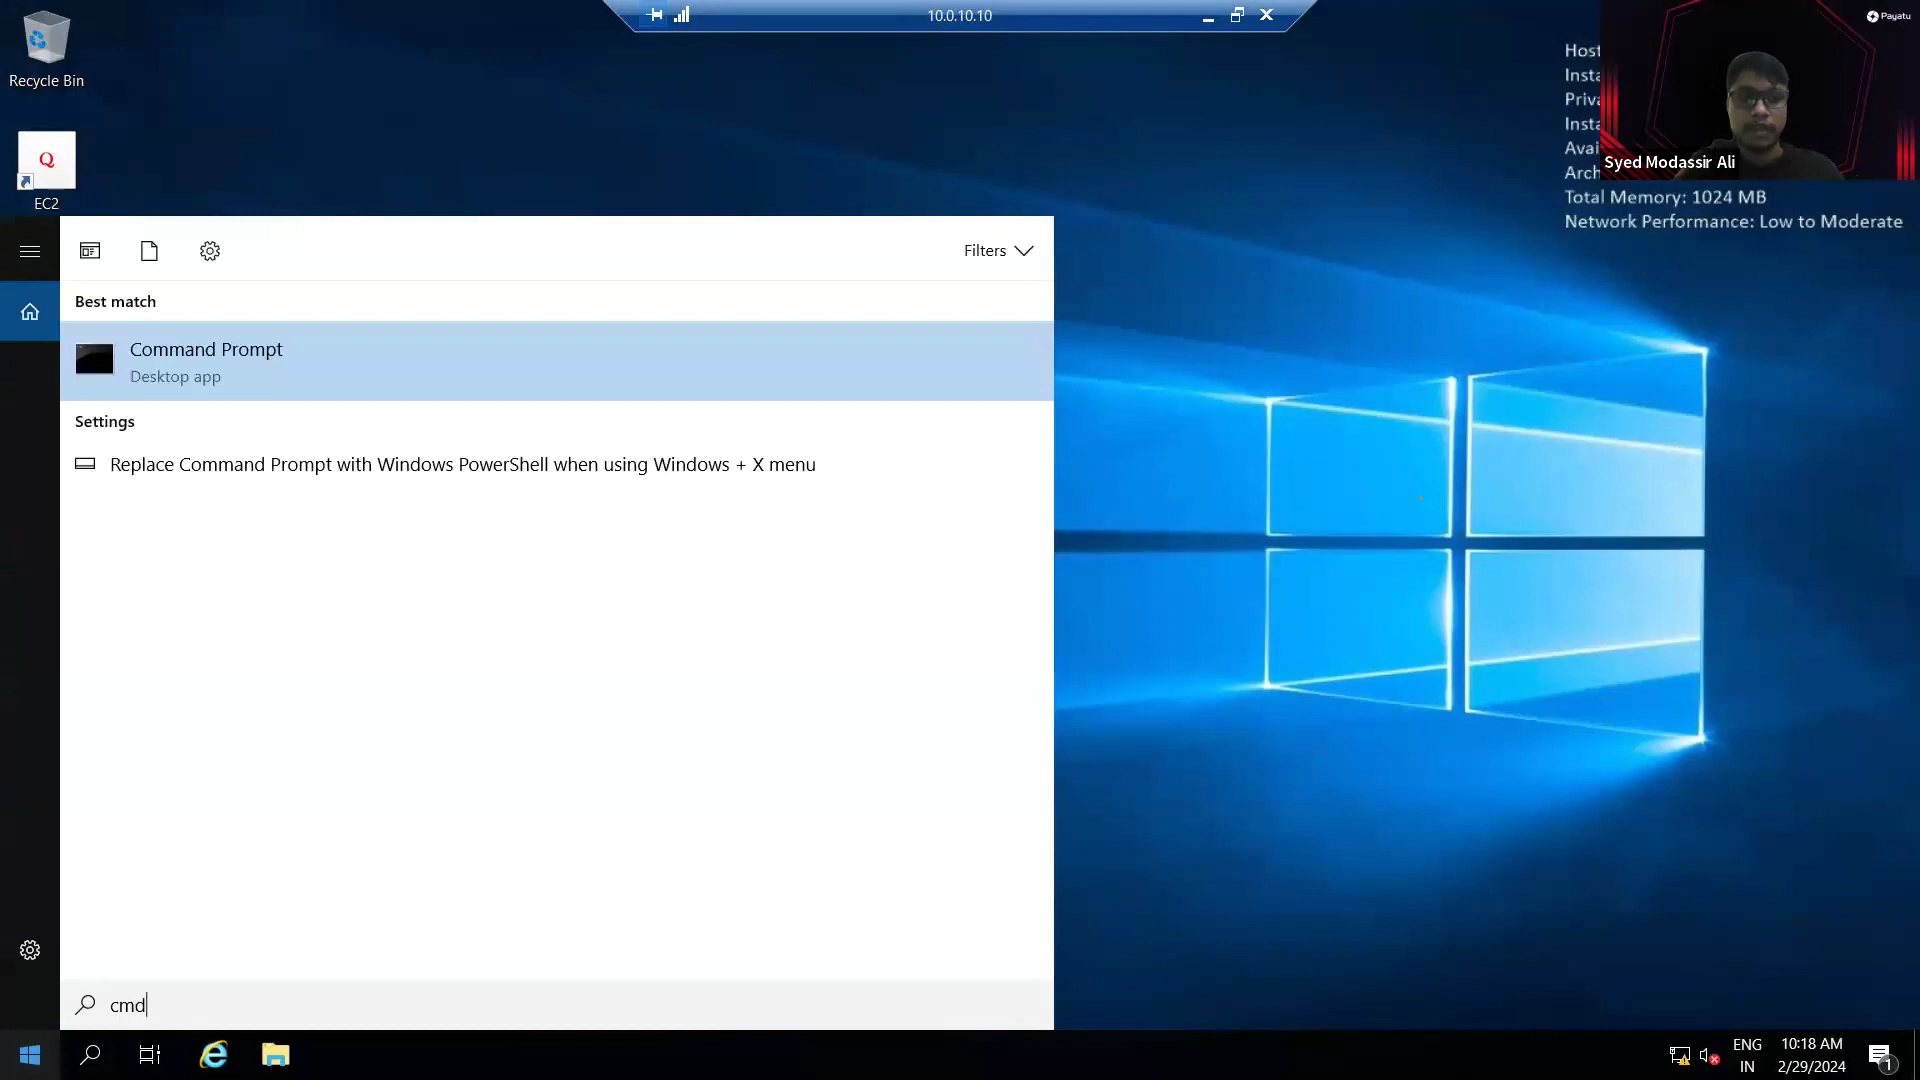 10.0.10.10
Payatu
Recycle Bin
Host
Insta
Priva
Insta
Avai
Arch
Syed Modassir Ali
Total Memory: 1024 MB
Network Performance: Low to Moderate
Q
EC2
Filters
Best match
Command Prompt
Desktop app
Settings
Replace Command Prompt with Windows PowerShell when using Windows + X menu
cmd
ENG
IN
10:18 AM
2/29/2024
1